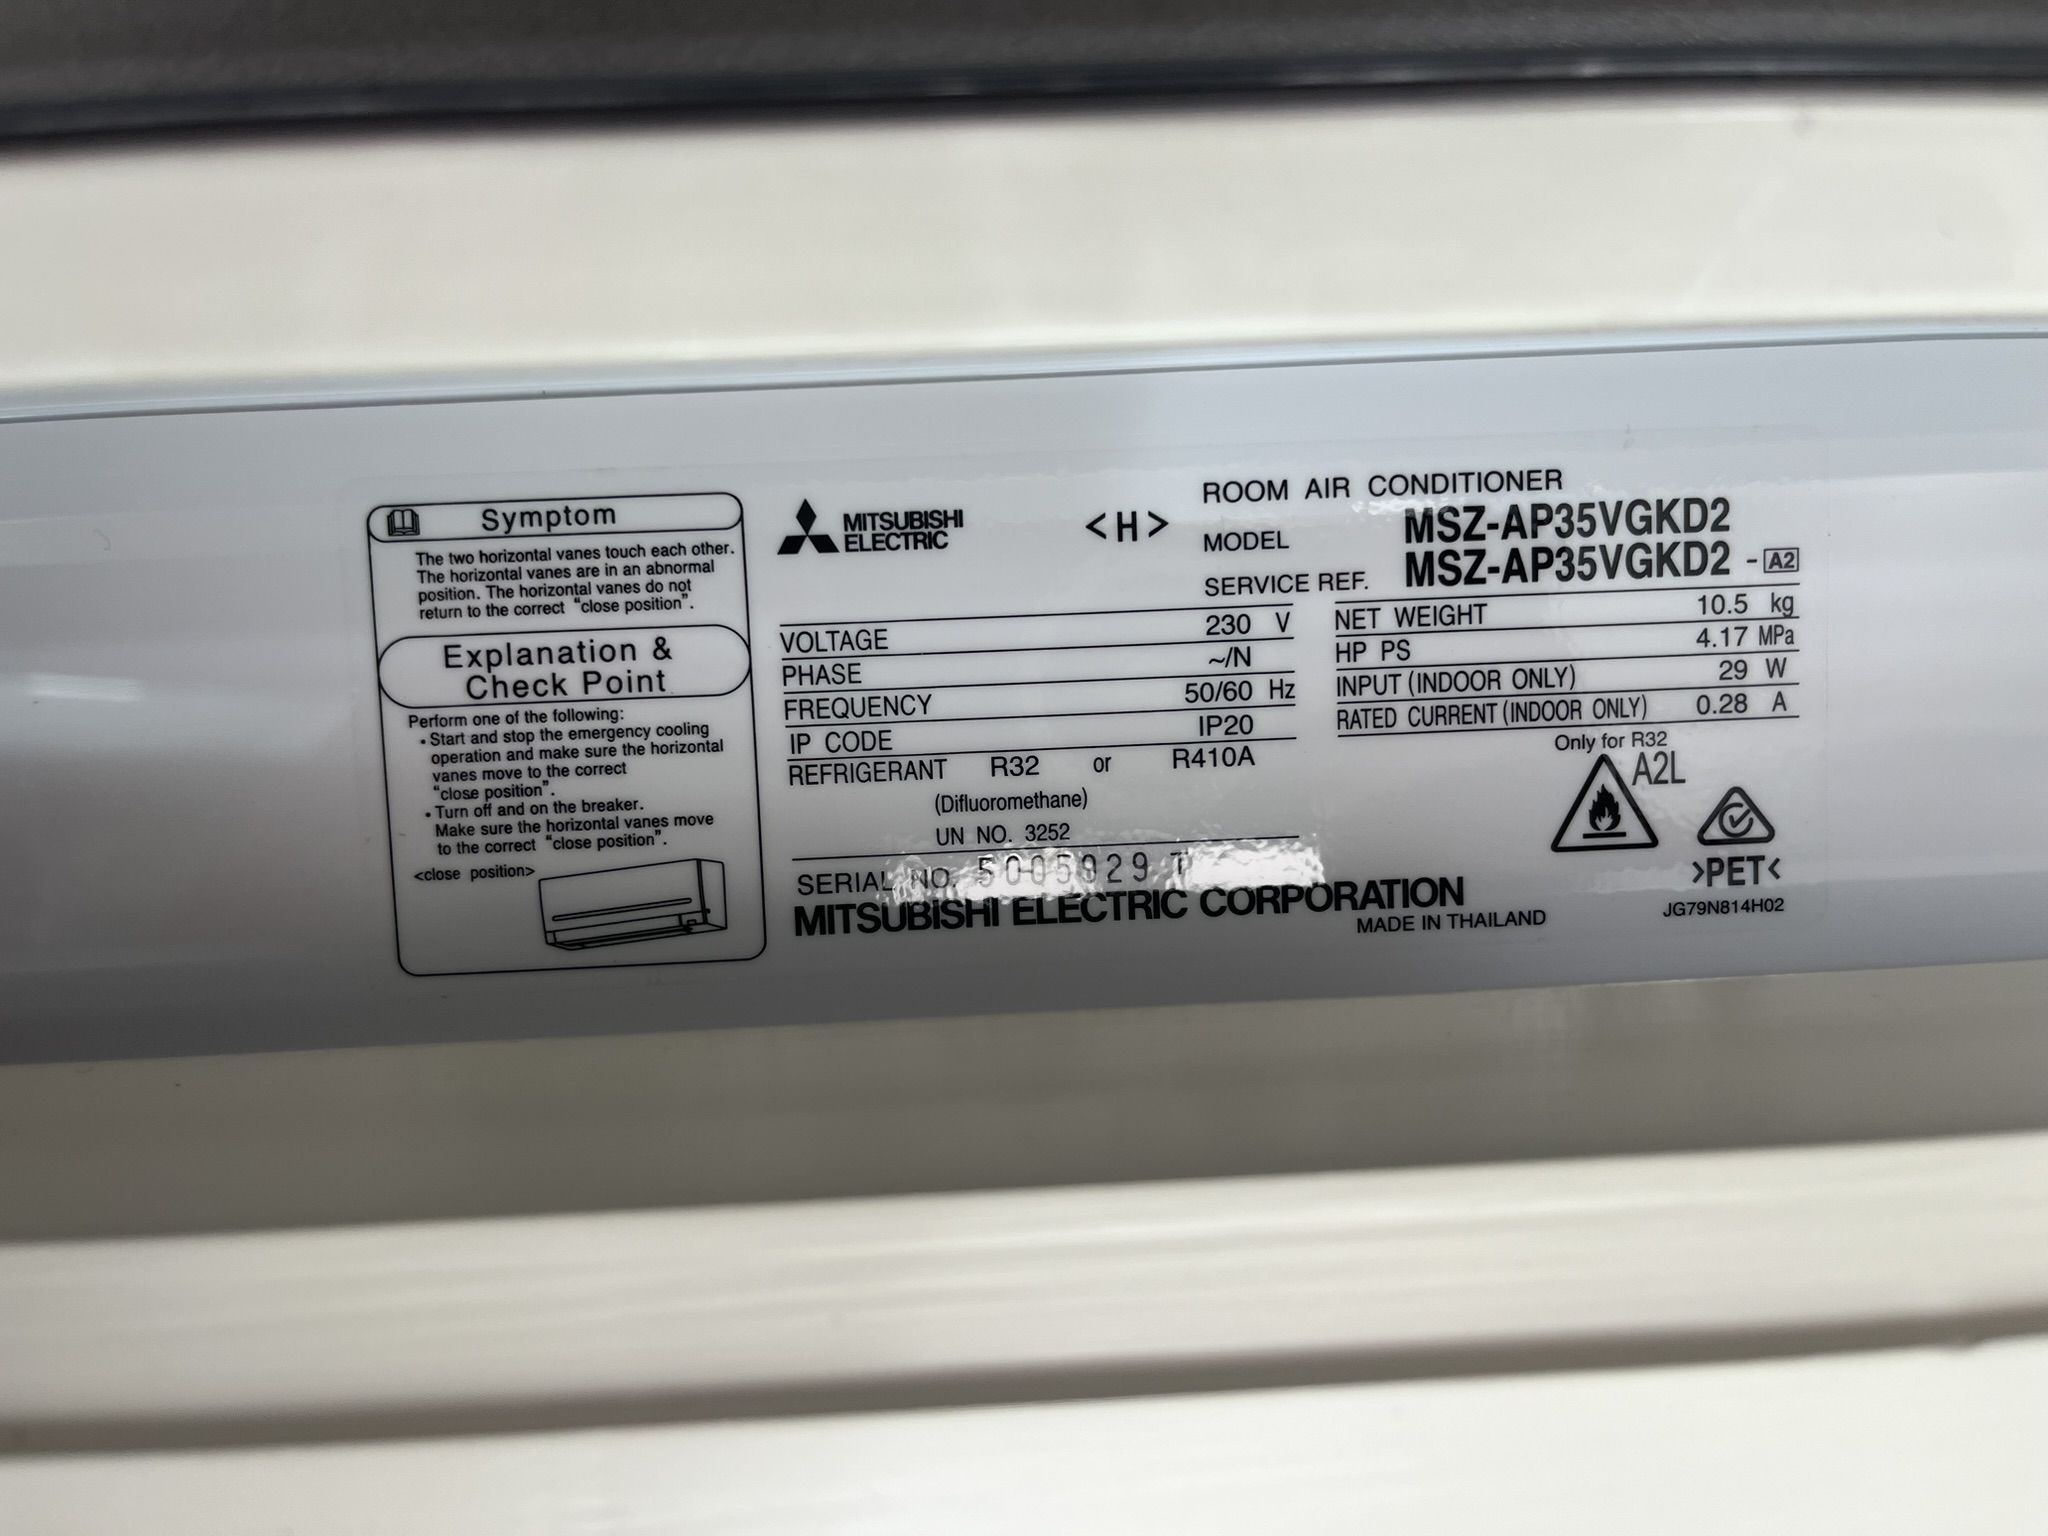 Symptom
The two horizontal vanes touch each other.
The horizontal vanes are in an abnormal
position. The horizontal vanes do not
return to the correct "close position".
Explanation &
Check Point
Perform one of the following:
• Start and stop the emergency cooling
operation and make sure the horizontal
vanes move to the correct
"close position".
• Turn off and on the breaker.
Make sure the horizontal vanes move
to the correct "close position".
<close position>
MITSUBISHI
ELECTRIC
<H>
ROOM AIR CONDITIONER
MODEL MSZ-AP35VGKD2
SERVICE REF. MSZ-AP35VGKD2 - A2
VOLTAGE 230 V
PHASE ~/N
FREQUENCY 50/60 Hz
IP CODE IP20
REFRIGERANT R32 or R410A
(Difluoromethane)
UN NO. 3252
SERIAL NO. 5005929 T
NET WEIGHT 10.5 kg
HP PS 4.17 MPa
INPUT (INDOOR ONLY) 29 W
RATED CURRENT (INDOOR ONLY) 0.28 A
Only for R32
A2L
>PET<
MITSUBISHI ELECTRIC CORPORATION
MADE IN THAILAND
JG79N814H02